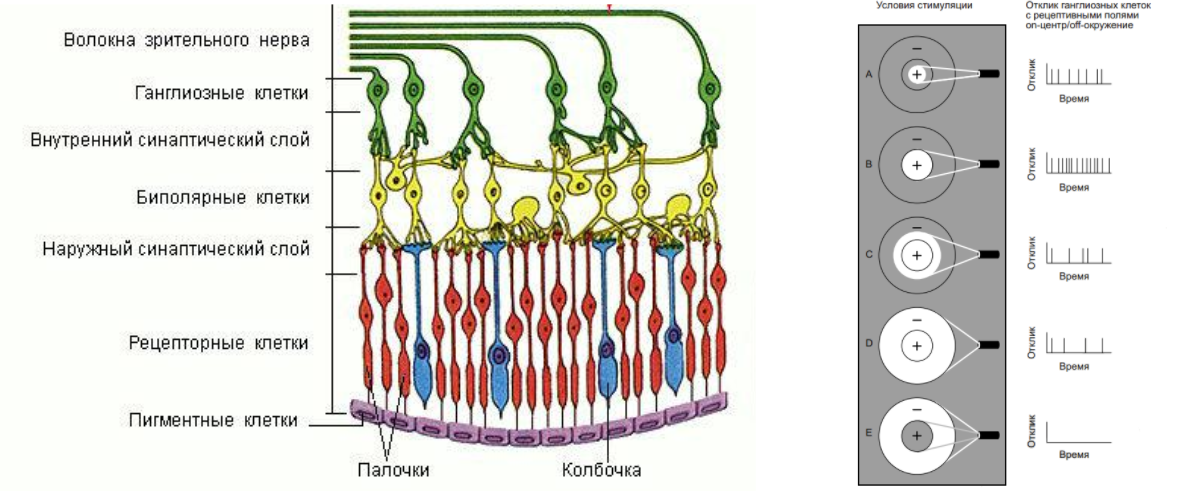 Волокна зрительного нерва
Ганглиозные клетки
Внутренний синаптический слой
Биполярные клетки
Наружный синаптический слой
Рецепторные клетки
Пигментные клетки
Палочки
Колбочка
Условия стимуляции
Отклик ганглиозных клеток
с рецептивными полями
on-центр/off-окружение
A
−
+
Отклик
Время
B
−
+
Отклик
Время
C
−
+
Отклик
Время
D
−
+
Отклик
Время
E
−
+
Отклик
Время